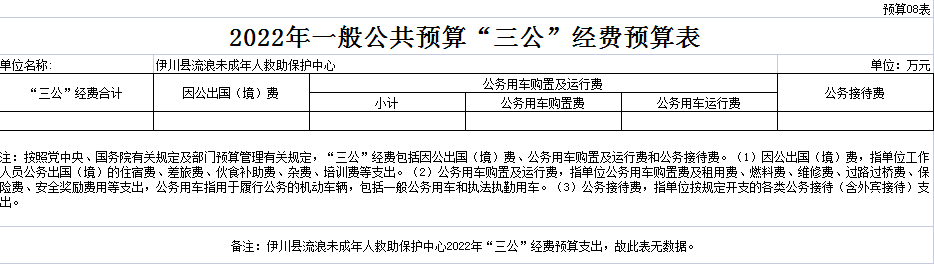 预算08表
2022年一般公共预算“三公”经费预算表
单位名称: 伊川县流浪未成年人救助保护中心 单位：万元
“三公”经费合计 因公出国（境）费 公务用车购置及运行费 公务接待费
小计 公务用车购置费 公务用车运行费
注：按照党中央、国务院有关规定及部门预算管理有关规定，“三公”经费包括因公出国（境）费、公务用车购置及运行费和公务接待费。（1）因公出国（境）费，指单位工作
人员公务出国（境）的住宿费、差旅费、伙食补助费、杂费、培训费等支出。（2）公务用车购置及运行费，指单位公务用车购置费及租用费、燃料费、维修费、过路过桥费、保
险费、安全奖励费用等支出，公务用车指用于履行公务的机动车辆，包括一般公务用车和执法执勤用车。（3）公务接待费，指单位按规定开支的各类公务接待（含外宾接待）支
出。
备注：伊川县流浪未成年人救助保护中心2022年“三公”经费预算支出，故此表无数据。